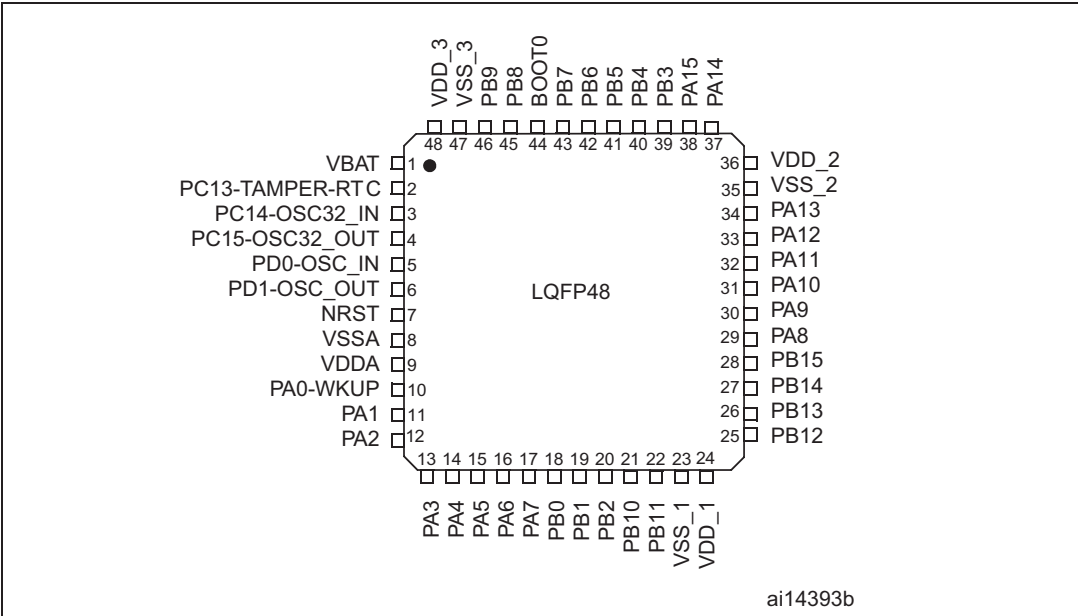 VDD_3
VSS_3
PB9
PB8
BOOT0
PB7
PB6
PB5
PB4
PB3
PA15
PA14
48 47 46 45 44 43 42 41 40 39 38 37
VBAT 1
PC13-TAMPER-RTC 2
PC14-OSC32_IN 3
PC15-OSC32_OUT 4
PD0-OSC_IN 5
PD1-OSC_OUT 6
NRST 7
VSSA 8
VDDA 9
PA0-WKUP 10
PA1 11
PA2 12
LQFP48
36 VDD_2
35 VSS_2
34 PA13
33 PA12
32 PA11
31 PA10
30 PA9
29 PA8
28 PB15
27 PB14
26 PB13
25 PB12
13 14 15 16 17 18 19 20 21 22 23 24
PA3
PA4
PA5
PA6
PA7
PB0
PB1
PB2
PB10
PB11
VSS_1
VDD_1
ai14393b